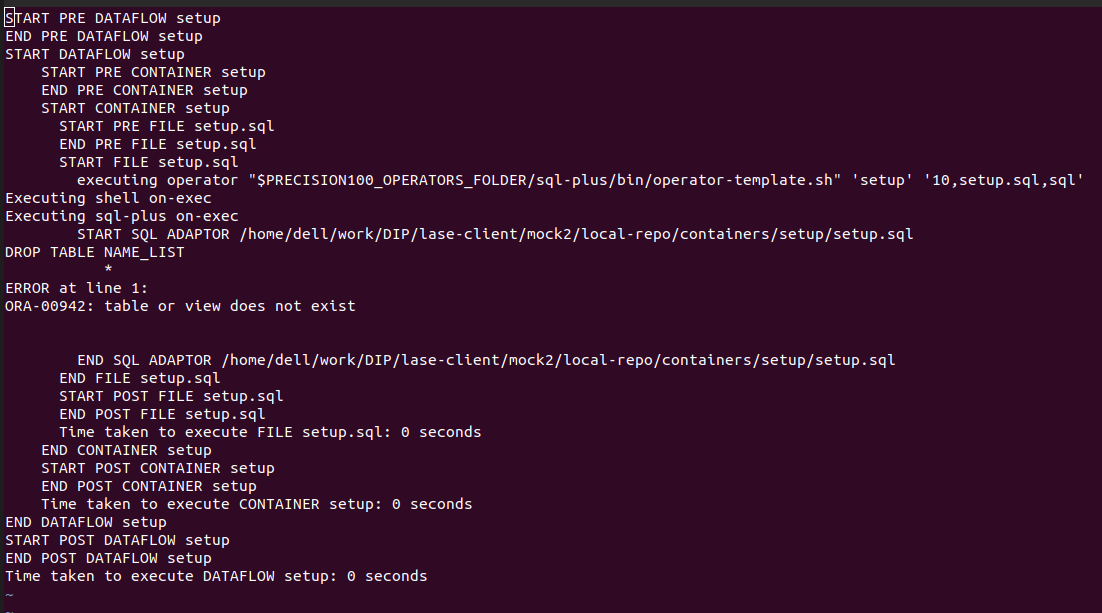 START PRE DATAFLOW setup
END PRE DATAFLOW setup
START DATAFLOW setup
    START PRE CONTAINER setup
    END PRE CONTAINER setup
    START CONTAINER setup
      START PRE FILE setup.sql
      END PRE FILE setup.sql
      START FILE setup.sql
        executing operator "$PRECISION100_OPERATORS_FOLDER/sql-plus/bin/operator-template.sh" 'setup' '10,setup.sql,sql'
Executing shell on-exec
Executing sql-plus on-exec
        START SQL ADAPTOR /home/dell/work/DIP/lase-client/mock2/local-repo/containers/setup/setup.sql
DROP TABLE NAME_LIST
           *
ERROR at line 1:
ORA-00942: table or view does not exist
        END SQL ADAPTOR /home/dell/work/DIP/lase-client/mock2/local-repo/containers/setup/setup.sql
      END FILE setup.sql
      START POST FILE setup.sql
      END POST FILE setup.sql
      Time taken to execute FILE setup.sql: 0 seconds
    END CONTAINER setup
    START POST CONTAINER setup
    END POST CONTAINER setup
    Time taken to execute CONTAINER setup: 0 seconds
END DATAFLOW setup
START POST DATAFLOW setup
END POST DATAFLOW setup
Time taken to execute DATAFLOW setup: 0 seconds
~
~